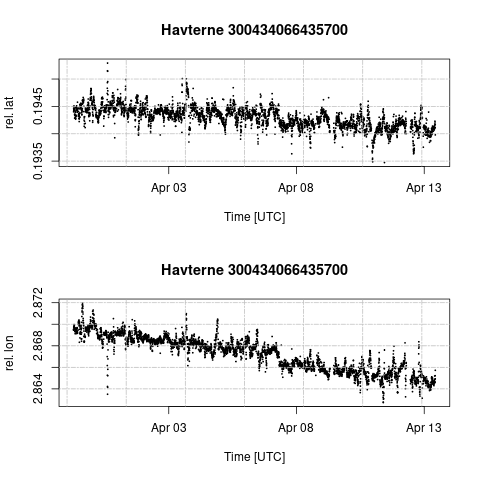 Havterne 300434066435700
0.1945
0.1935
rel. lat
Apr 03 Apr 08 Apr 13
Time [UTC]
Havterne 300434066435700
2.872
2.868
2.864
rel. lon
Apr 03 Apr 08 Apr 13
Time [UTC]